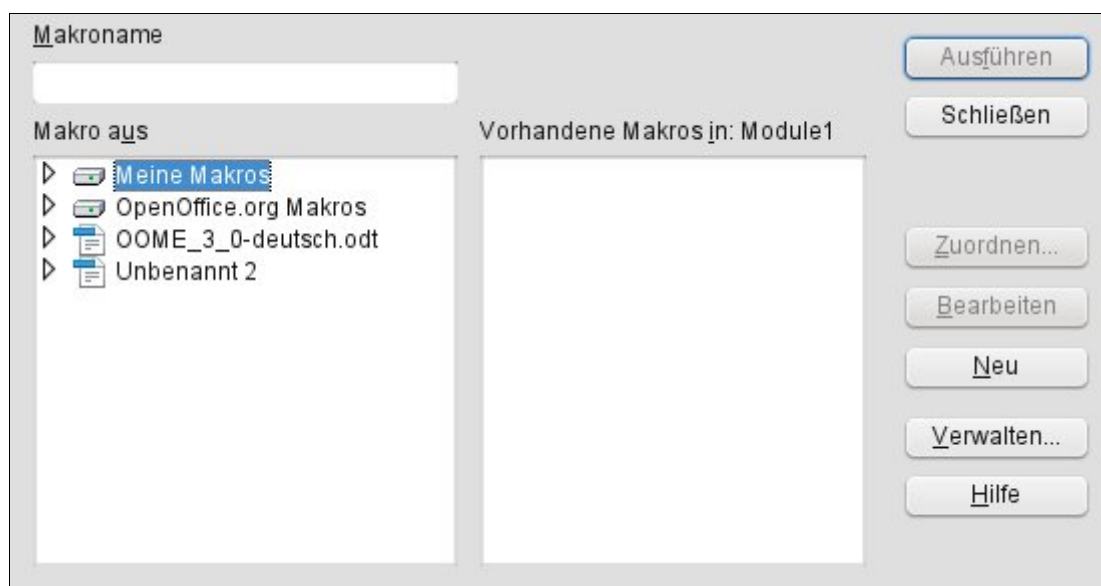 Makroname
Makro aus
Meine Makros
OpenOffice.org Makros
OOME_3_0-deutsch.odt
Unbenannt 2
Vorhandene Makros in: Module1
Ausführen
Schließen
Zuordnen...
Bearbeiten
Neu
Verwalten...
Hilfe